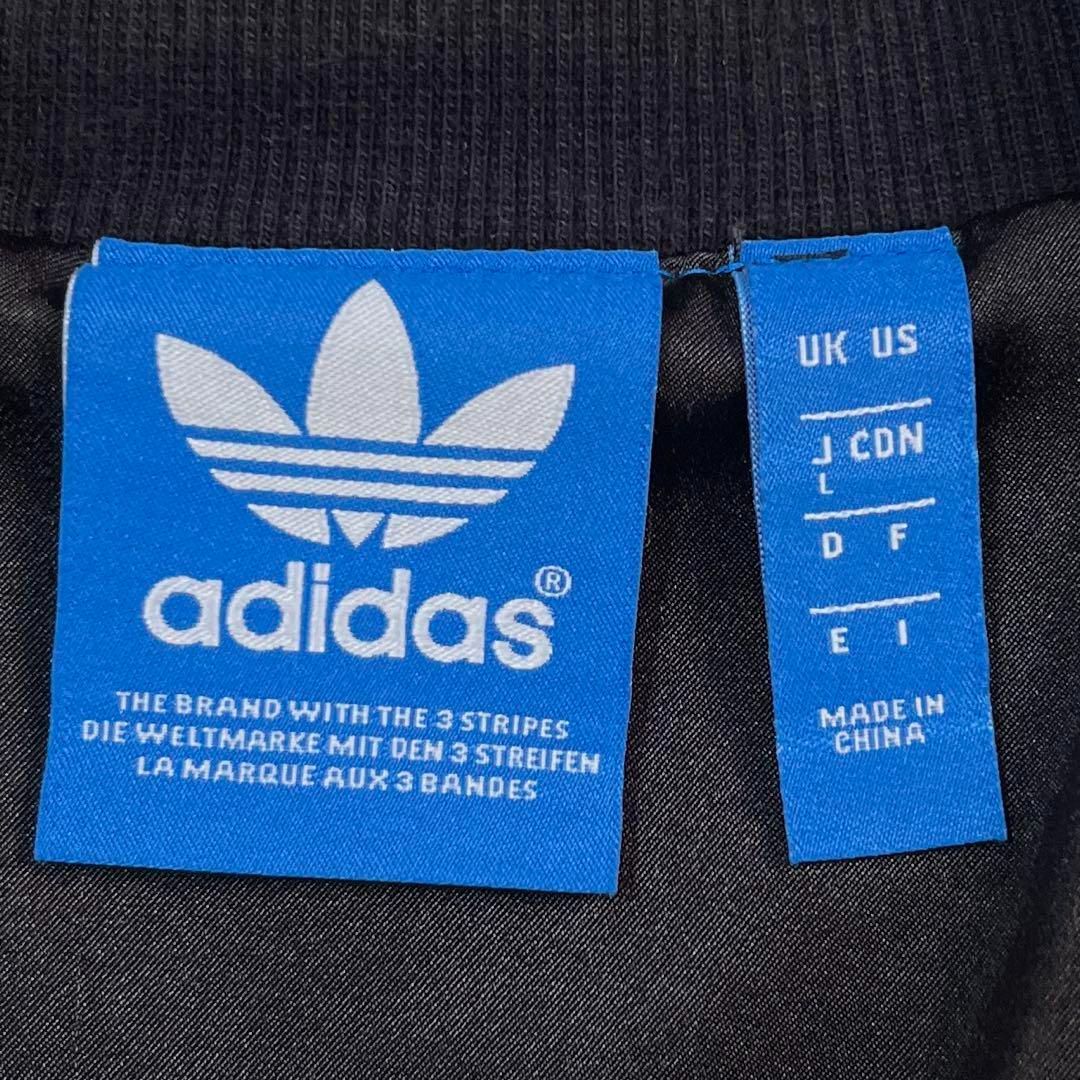 adidas®
THE BRAND WITH THE 3 STRIPES
DIE WELTMARKE MIT DEN 3 STREIFEN
LA MARQUE AUX 3 BANDES
UK US
J CDN
L
D F
E I
MADE IN
CHINA